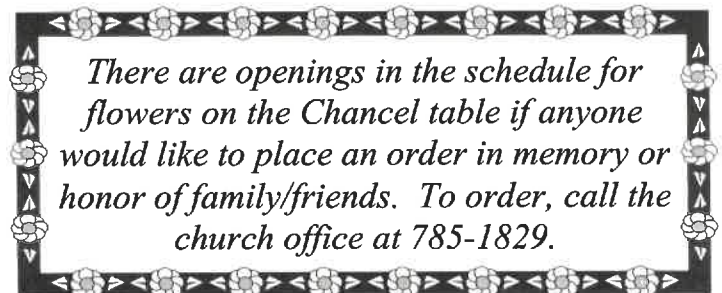 There are openings in the schedule for
flowers on the Chancel table if anyone
would like to place an order in memory or
honor of family/friends.  To order, call the
church office at 785-1829.